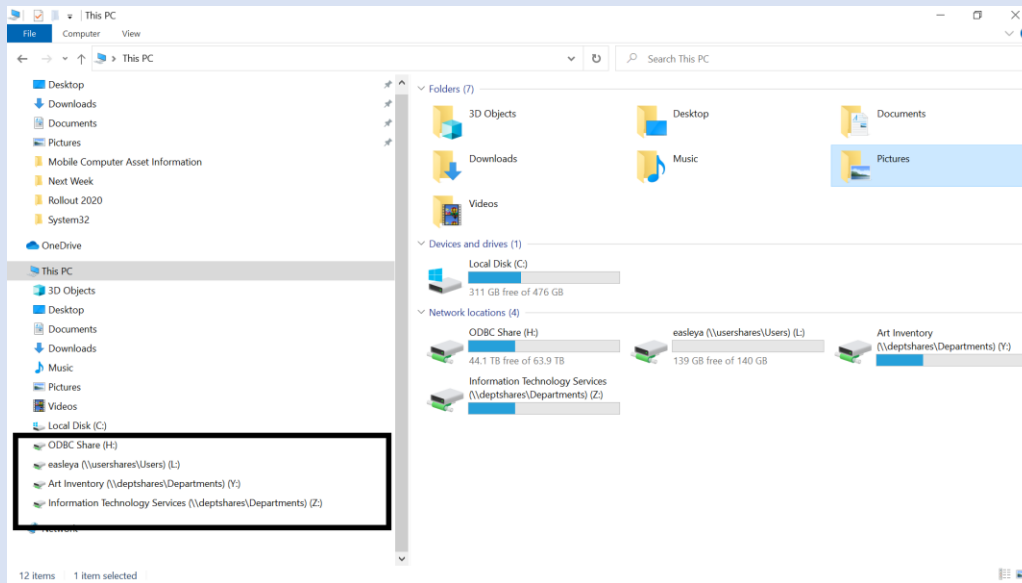 This PC
File Computer View
This PC
Search This PC
Desktop
Downloads
Documents
Pictures
Mobile Computer Asset Information
Next Week
Rollout 2020
System32
OneDrive
This PC
3D Objects
Desktop
Documents
Downloads
Music
Pictures
Videos
Local Disk (C:)
ODBC Share (H:)
easleya (\\usershares\Users) (L:)
Art Inventory (\\deptshares\Departments) (Y:)
Information Technology Services (\\deptshares\Departments) (Z:)
Network
Folders (7)
3D Objects
Desktop
Documents
Downloads
Music
Pictures
Videos
Devices and drives (1)
Local Disk (C:)
311 GB free of 476 GB
Network locations (4)
ODBC Share (H:)
44.1 TB free of 63.9 TB
easleya (\\usershares\Users) (L:)
139 GB free of 140 GB
Art Inventory
(\\deptshares\Departments) (Y:)
Information Technology Services
(\\deptshares\Departments) (Z:)
12 items 1 item selected